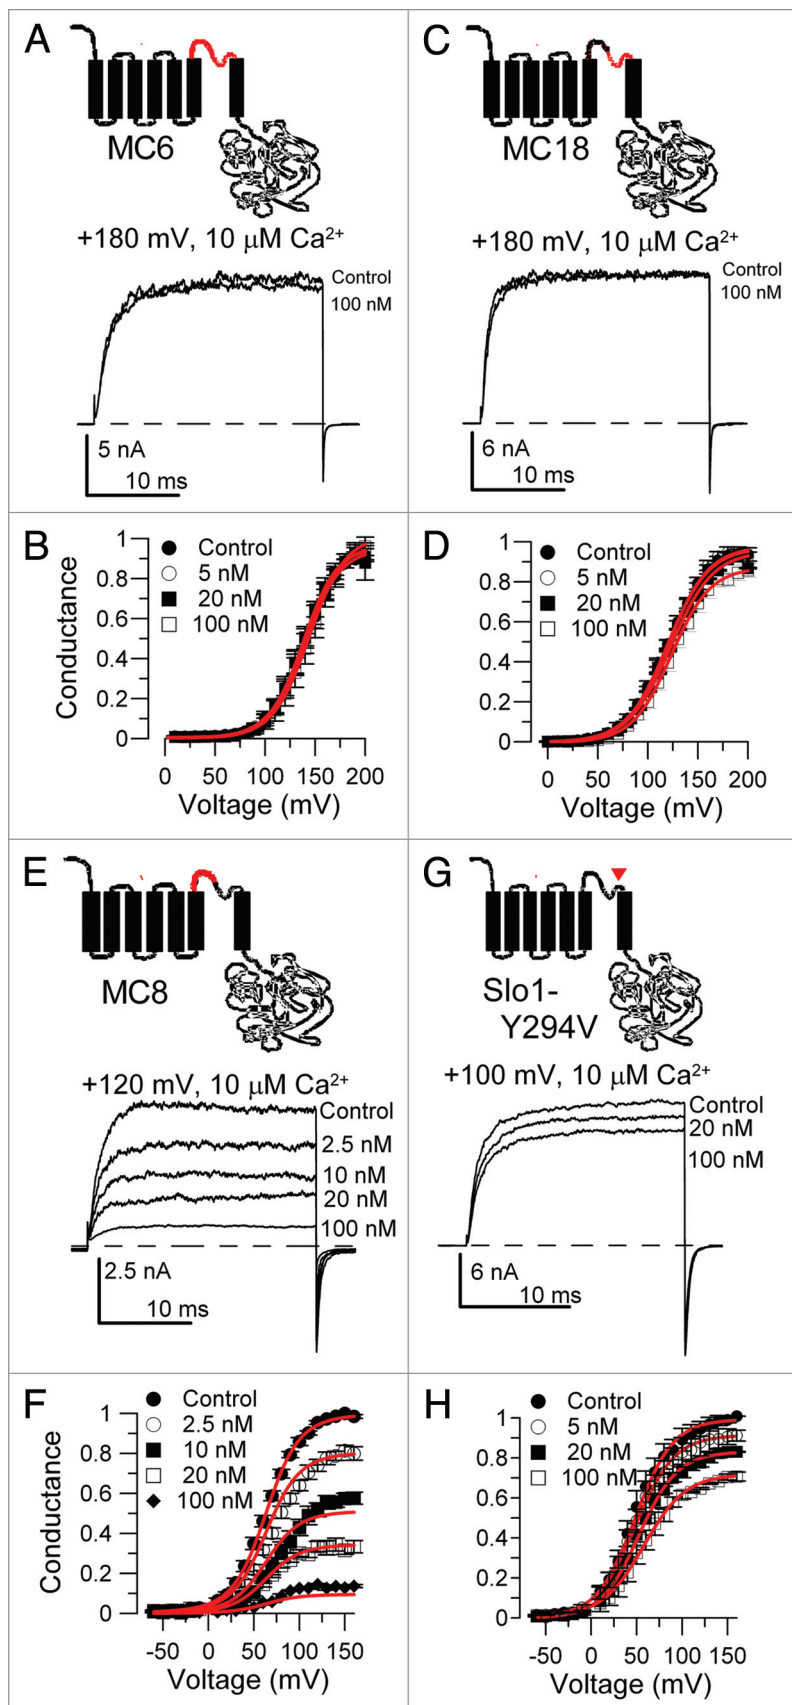 A
MC6
+180 mV, 10 μM Ca²⁺
Control
100 nM
5 nA
10 ms
C
MC18
+180 mV, 10 μM Ca²⁺
Control
100 nM
6 nA
10 ms
B
Control
5 nM
20 nM
100 nM
Conductance
1
0.8
0.6
0.4
0.2
0
0 50 100 150 200
Voltage (mV)
D
Control
5 nM
20 nM
100 nM
1
0.8
0.6
0.4
0.2
0
0 50 100 150 200
Voltage (mV)
E
MC8
+120 mV, 10 μM Ca²⁺
Control
2.5 nM
10 nM
20 nM
100 nM
2.5 nA
10 ms
G
Slo1-
Y294V
+100 mV, 10 μM Ca²⁺
Control
20 nM
100 nM
6 nA
10 ms
F
Control
2.5 nM
10 nM
20 nM
100 nM
Conductance
1
0.8
0.6
0.4
0.2
0
-50 0 50 100 150
Voltage (mV)
H
Control
5 nM
20 nM
100 nM
1
0.8
0.6
0.4
0.2
0
-50 0 50 100 150
Voltage (mV)